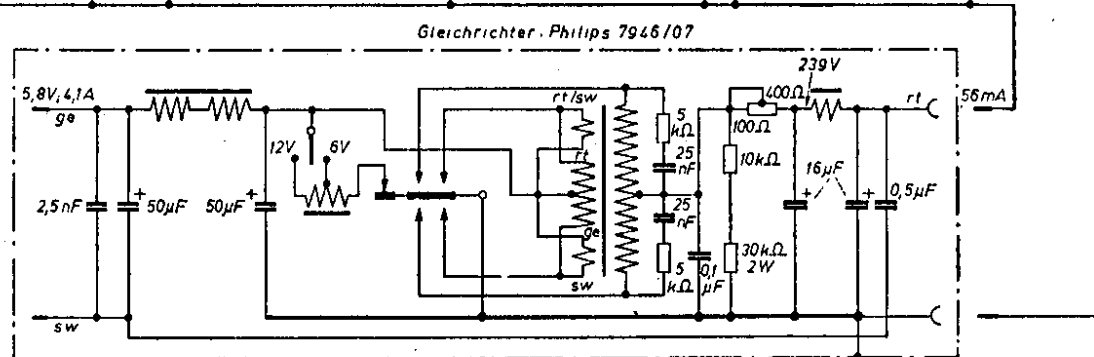 Gleichrichter. Philips 7946/07
5,8V; 4,1A
ge
2,5nF
50µF
+
50µF
+
12V
6V
rt/sw
rt
ge
sw
5
kΩ
25
nF
25
nF
5
kΩ
0,1
µF
400Ω
100Ω
10kΩ
30kΩ
2W
239V
+
16µF
+
0,5µF
rt
56mA
sw